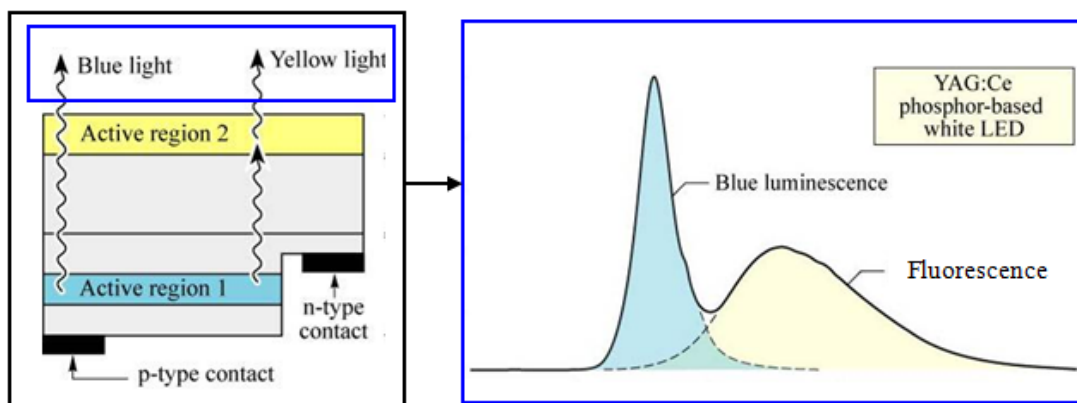 Blue light
Yellow light
Active region 2
Active region 1
n-type
contact
p-type contact
YAG:Ce
phosphor-based
white LED
Blue luminescence
Fluorescence